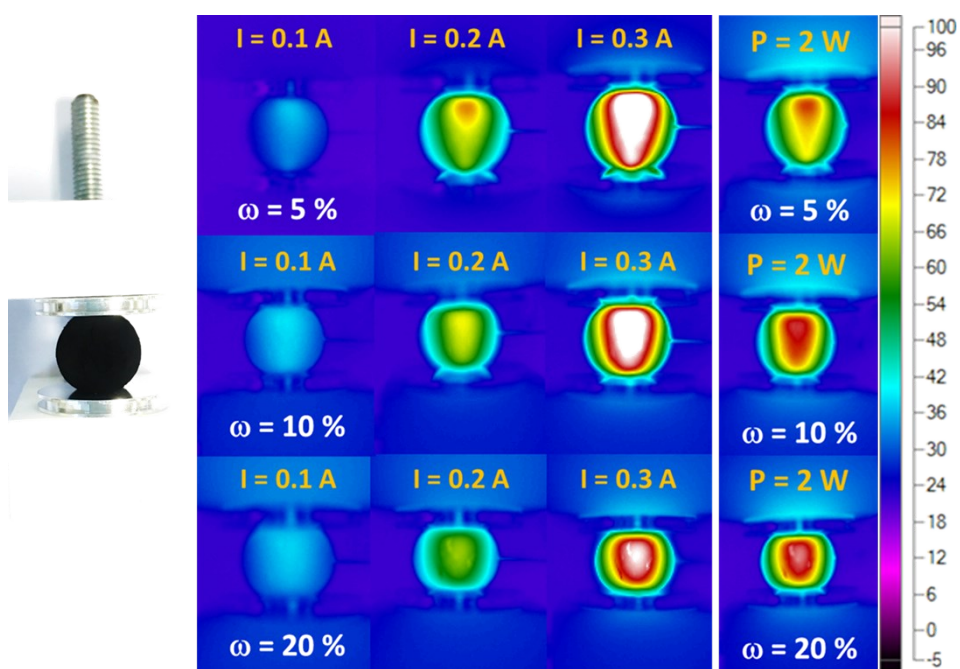 I = 0.1 A
I = 0.2 A
I = 0.3 A
P = 2 W
ω = 5 %
ω = 5 %
I = 0.1 A
I = 0.2 A
I = 0.3 A
P = 2 W
ω = 10 %
ω = 10 %
I = 0.1 A
I = 0.2 A
I = 0.3 A
P = 2 W
ω = 20 %
ω = 20 %
100
96
90
84
78
72
66
60
54
48
42
36
30
24
18
12
6
0
-5